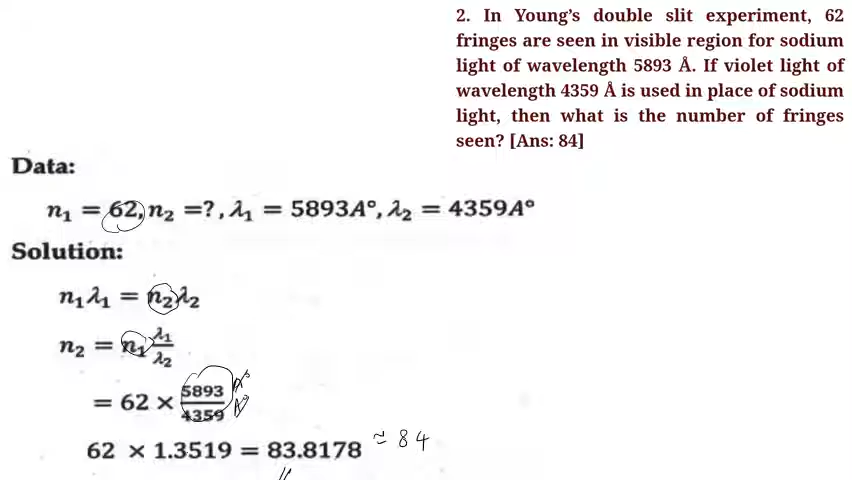 2. In Young's double slit experiment, 62
fringes are seen in visible region for sodium
light of wavelength 5893 Å. If violet light of
wavelength 4359 Å is used in place of sodium
light, then what is the number of fringes
seen? [Ans: 84]
Data:
n₁ = 62, n₂ =? , λ₁ = 5893A°, λ₂ = 4359A°
Solution:
n₁λ₁ = n₂λ₂
n₂ = n₁ λ₁/λ₂
= 62 × 5893/4359 A° A°
62 × 1.3519 = 83.8178 ≃ 84